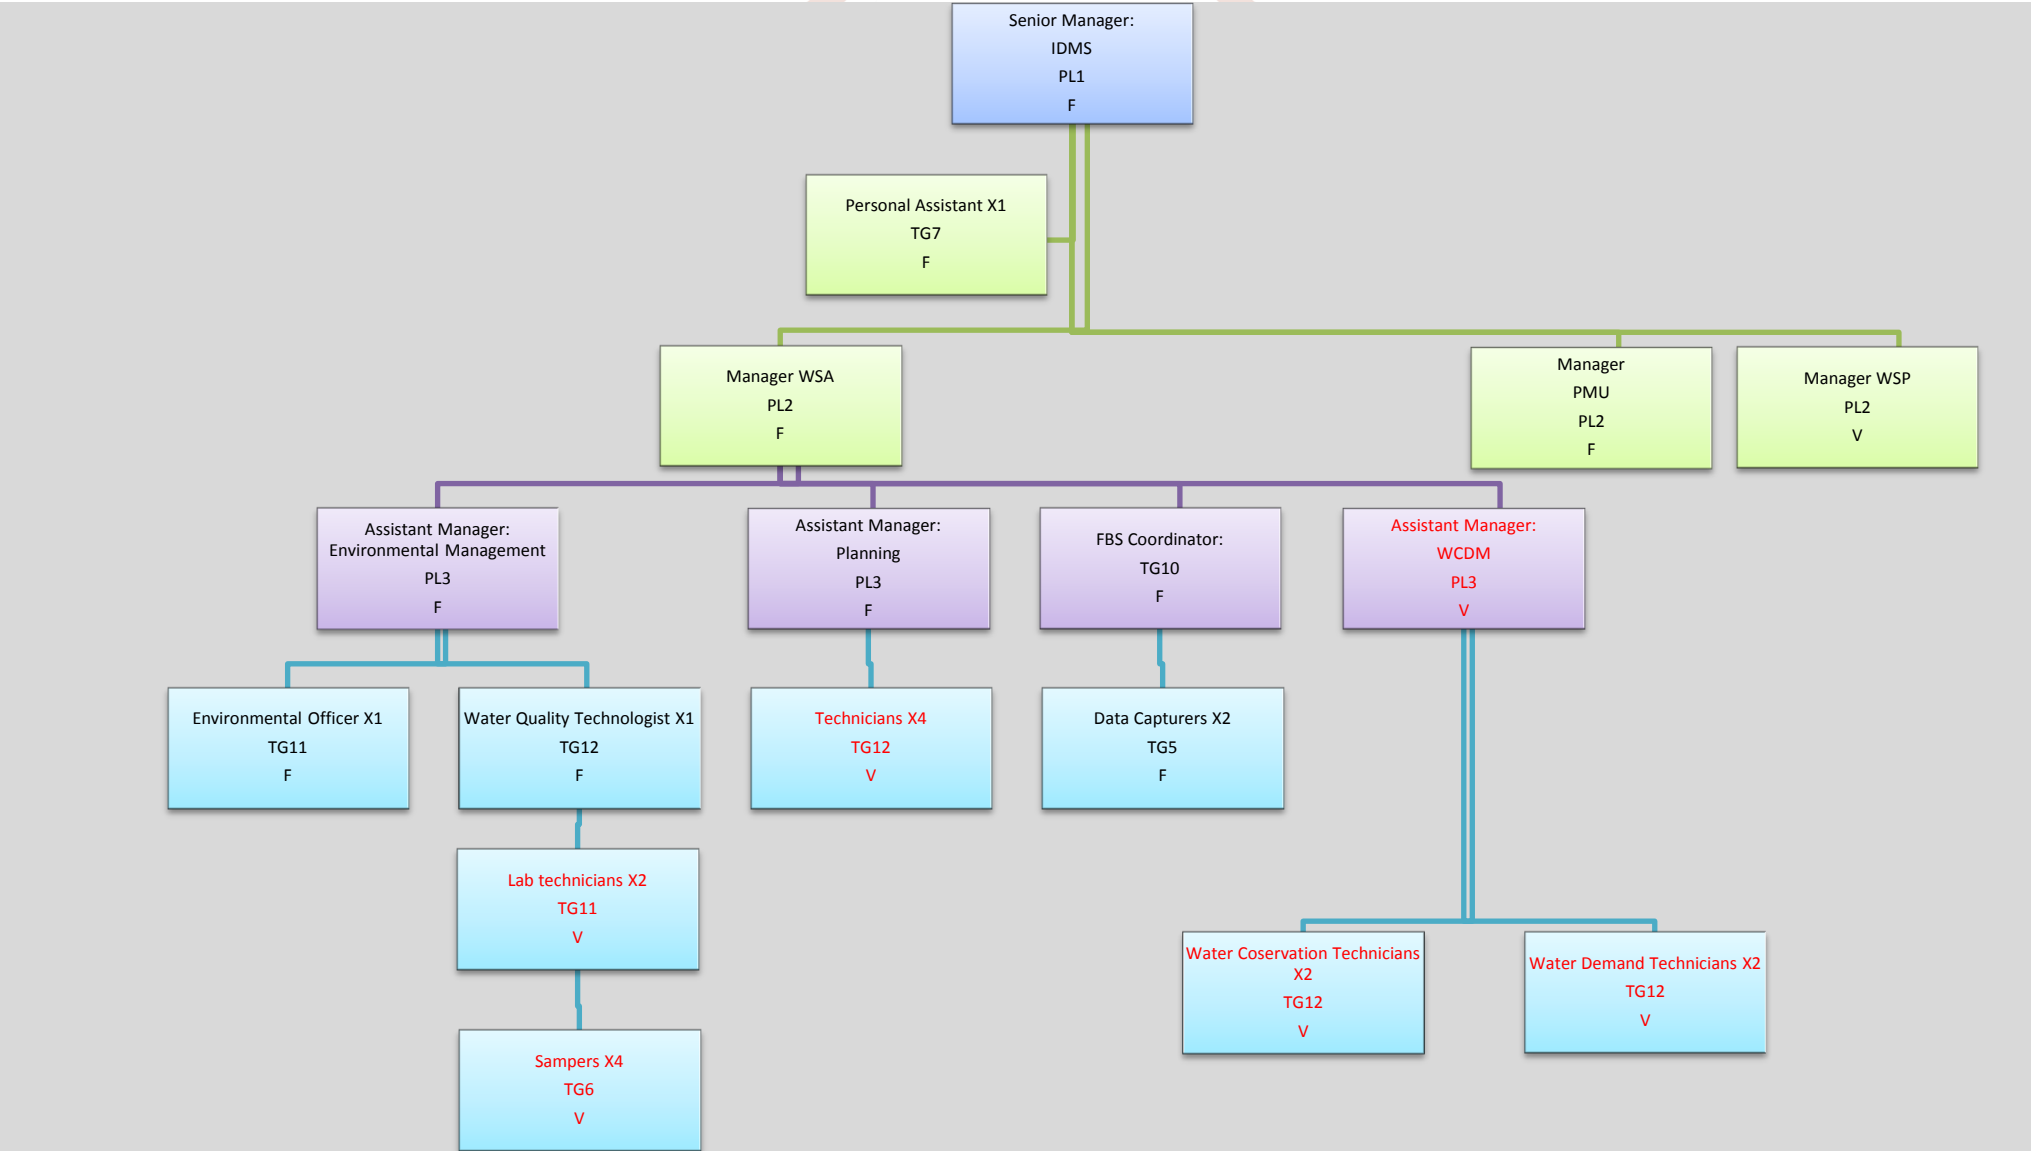 Senior Manager:
IDMS
PL1
F
Personal Assistant X1
TG7
F
Manager WSA
PL2
F
Manager
PMU
PL2
F
Manager WSP
PL2
V
Assistant Manager:
Environmental Management
PL3
F
Assistant Manager:
Planning
PL3
F
FBS Coordinator:
TG10
F
Assistant Manager:
WCDM
PL3
V
Environmental Officer X1
TG11
F
Water Quality Technologist X1
TG12
F
Technicians X4
TG12
V
Data Capturers X2
TG5
F
Lab technicians X2
TG11
V
Water Coservation Technicians
X2
TG12
V
Water Demand Technicians X2
TG12
V
Sampers X4
TG6
V